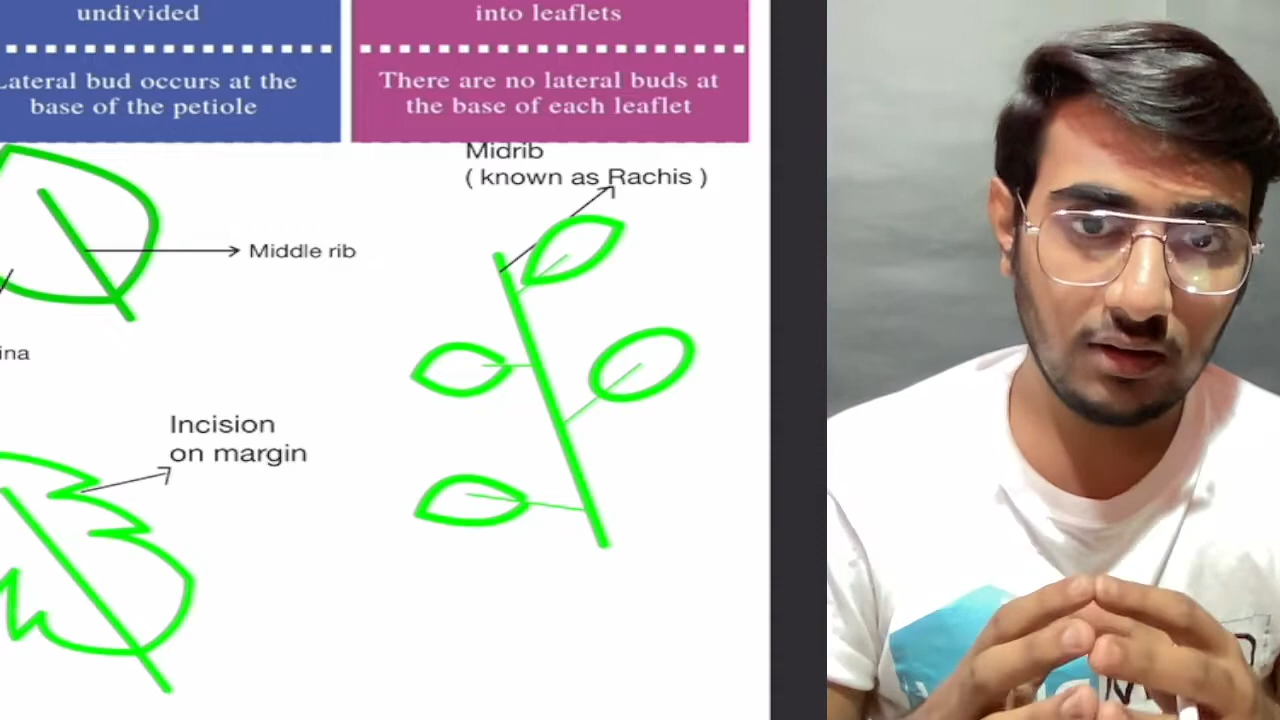 undivided
Lateral bud occurs at the
base of the petiole
into leaflets
There are no lateral buds at
the base of each leaflet
Midrib
( known as Rachis )
Middle rib
ina
Incision
on margin